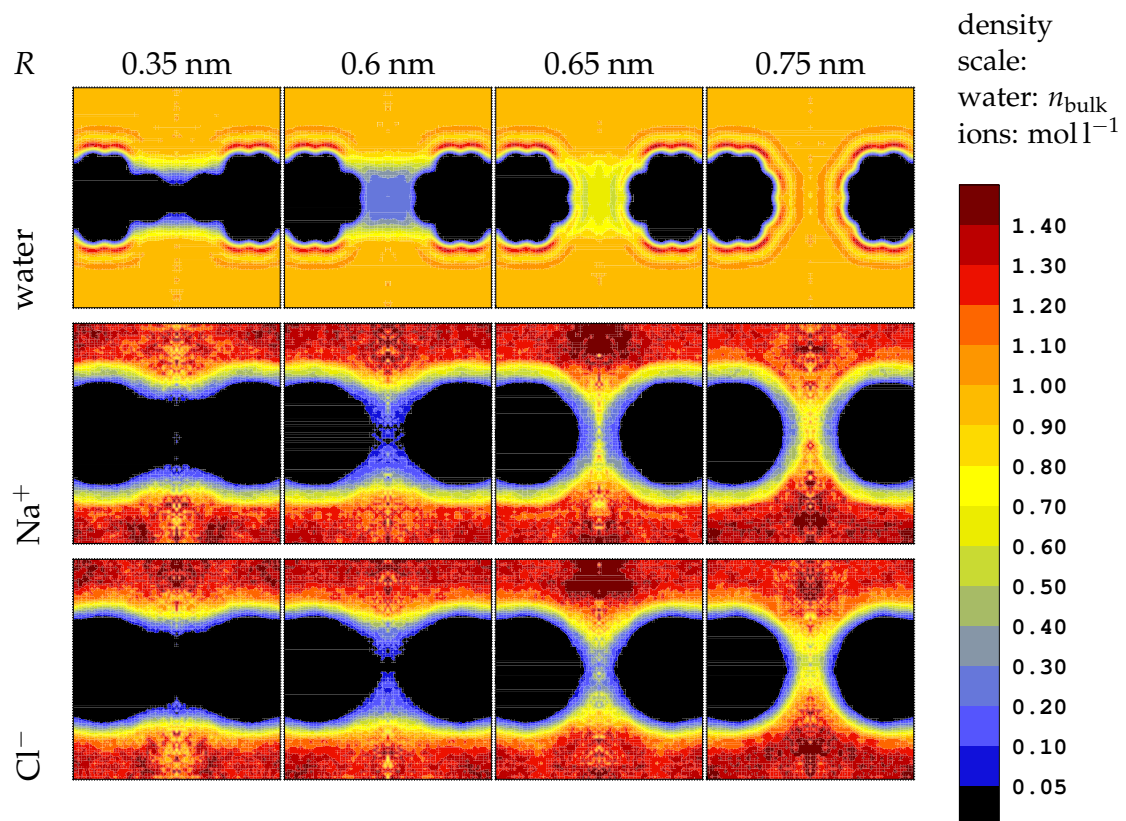 density
scale:
water: n_bulk
ions: mol l⁻¹
R 0.35 nm 0.6 nm 0.65 nm 0.75 nm
water
Na⁺
Cl⁻
1.40
1.30
1.20
1.10
1.00
0.90
0.80
0.70
0.60
0.50
0.40
0.30
0.20
0.10
0.05